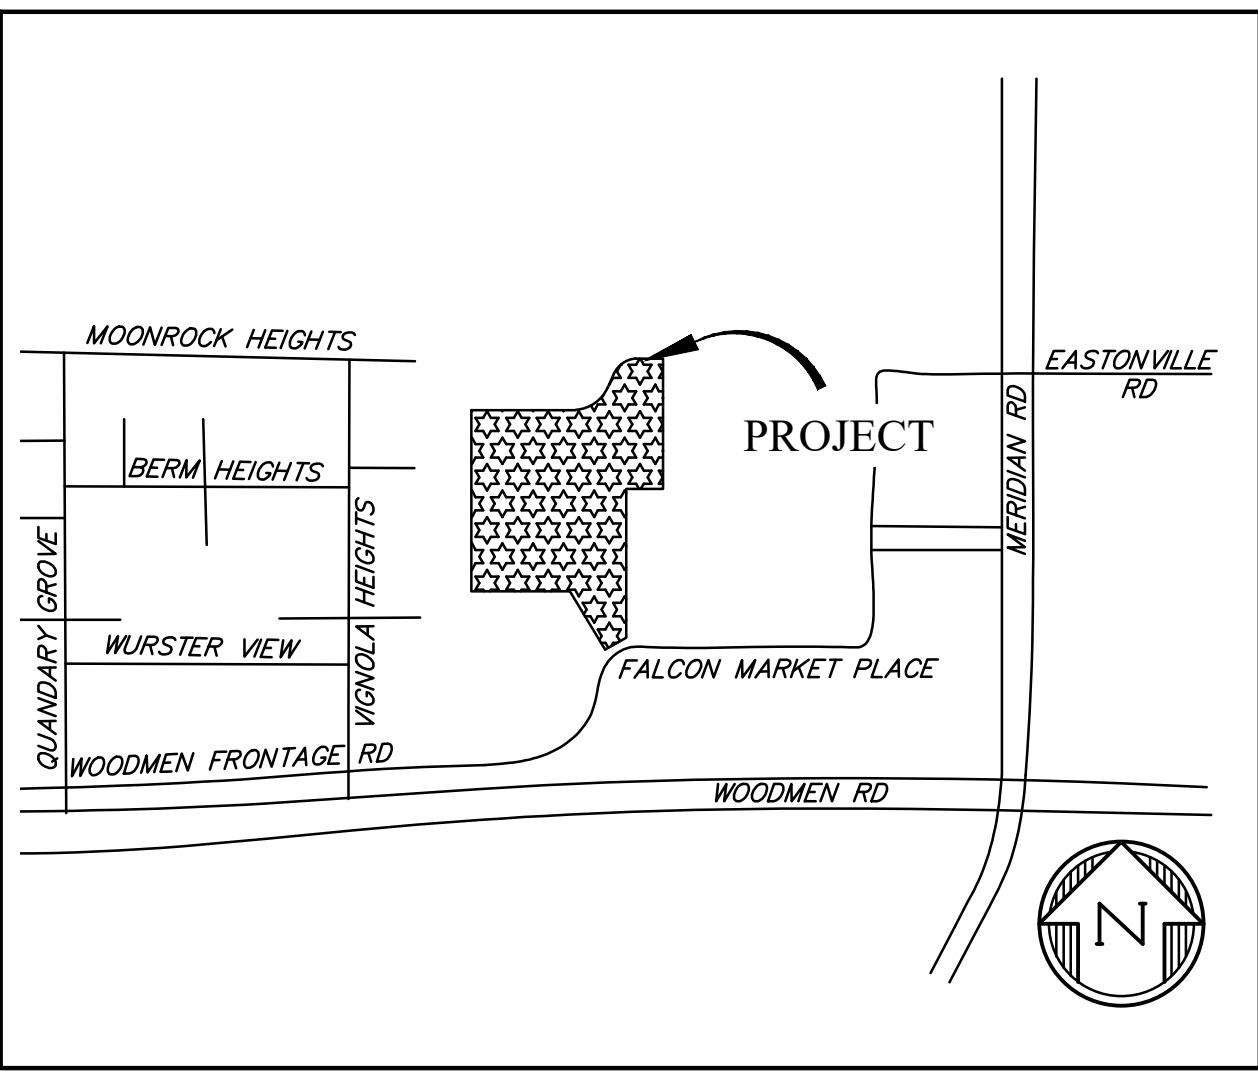 MOONROCK HEIGHTS
EASTONVILLE
RD
PROJECT
MERIDIAN RD
BERM HEIGHTS
QUANDARY GROVE
VIGNOLA HEIGHTS
WURSTER VIEW
FALCON MARKET PLACE
WOODMEN FRONTAGE RD
WOODMEN RD
N